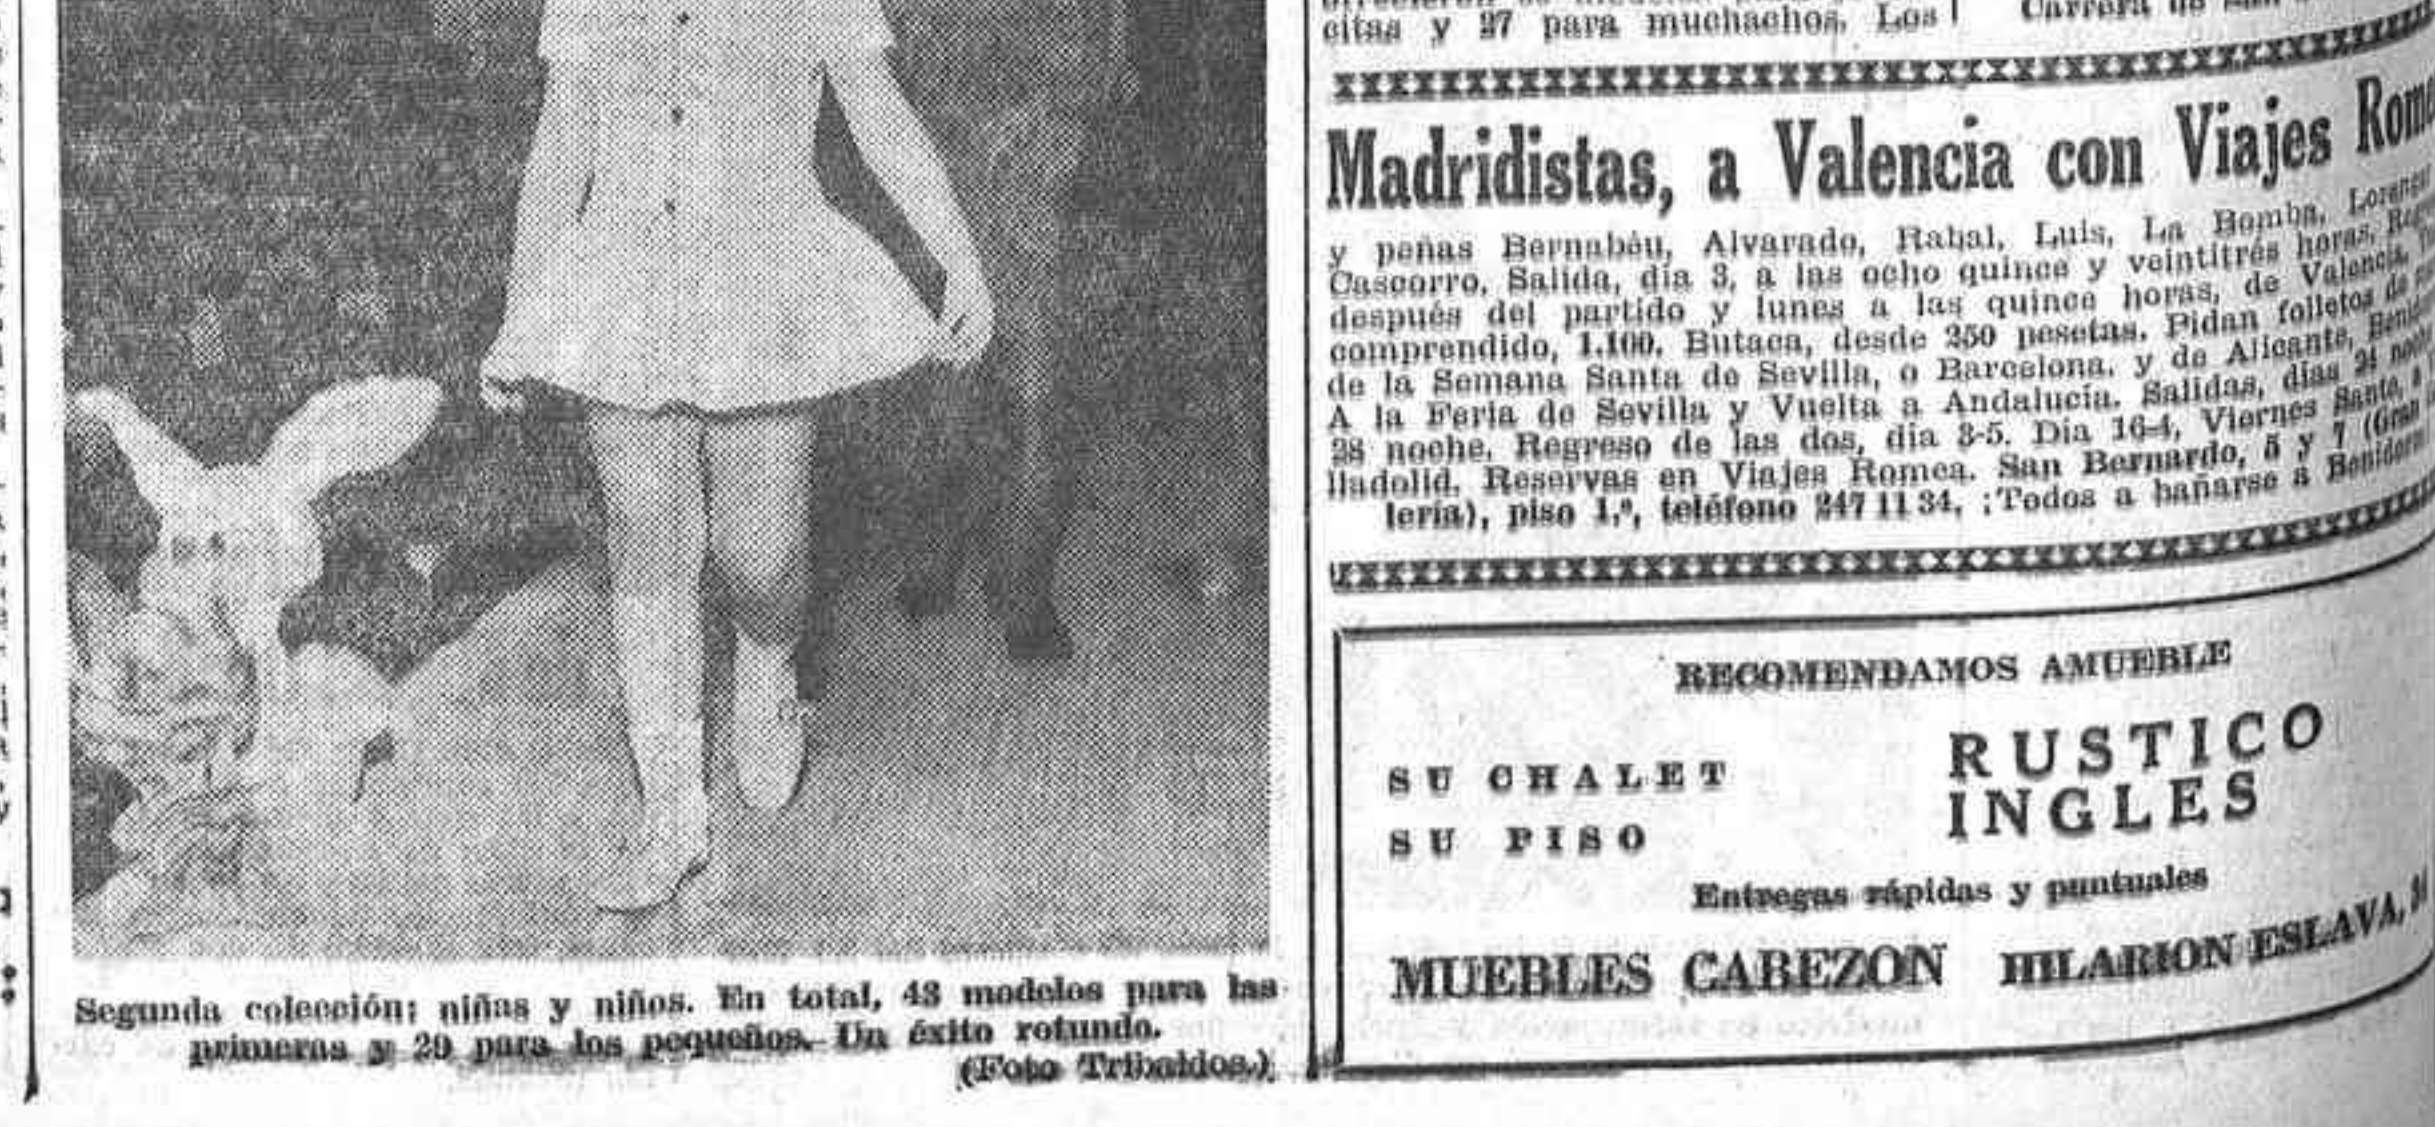 Segunda colección; niñas y niños. En total, 43 modelos para las
primeras y 29 para los pequeños. Un éxito rotundo.
(Foto Tribaldos.)
citas y 27 para muchachos. Los
Carrera de
Madridistas, a Valencia con Viajes
y peñas Bernabéu, Alvarado, Rabal, Luis, La Bomba,
Cascorro. Salida, día 3, a las ocho quince y veintitrés horas.
después del partido y lunes a las quince horas, de Valencia.
comprendido, 1.100. Butaca, desde 250 pesetas. Pidan folletos de
de la Semana Santa de Sevilla, o Barcelona, y de Alicante,
A la Feria de Sevilla y Vuelta a Andalucía. Salidas, días 24
28 noche. Regreso de las dos, día 3-5. Día 16-4, Viernes Santo, a
lladolid. Reservas en Viajes Romea. San Bernardo, 5 y 7 (Gran
lería), piso 1.º, teléfono 247 11 34. ¡Todos a bañarse a
RECOMENDAMOS AMUEBLE
SU CHALET
SU PISO
RUSTICO
INGLES
Entregas rápidas y puntuales
MUEBLES CABEZON HILARION ESLAVA,